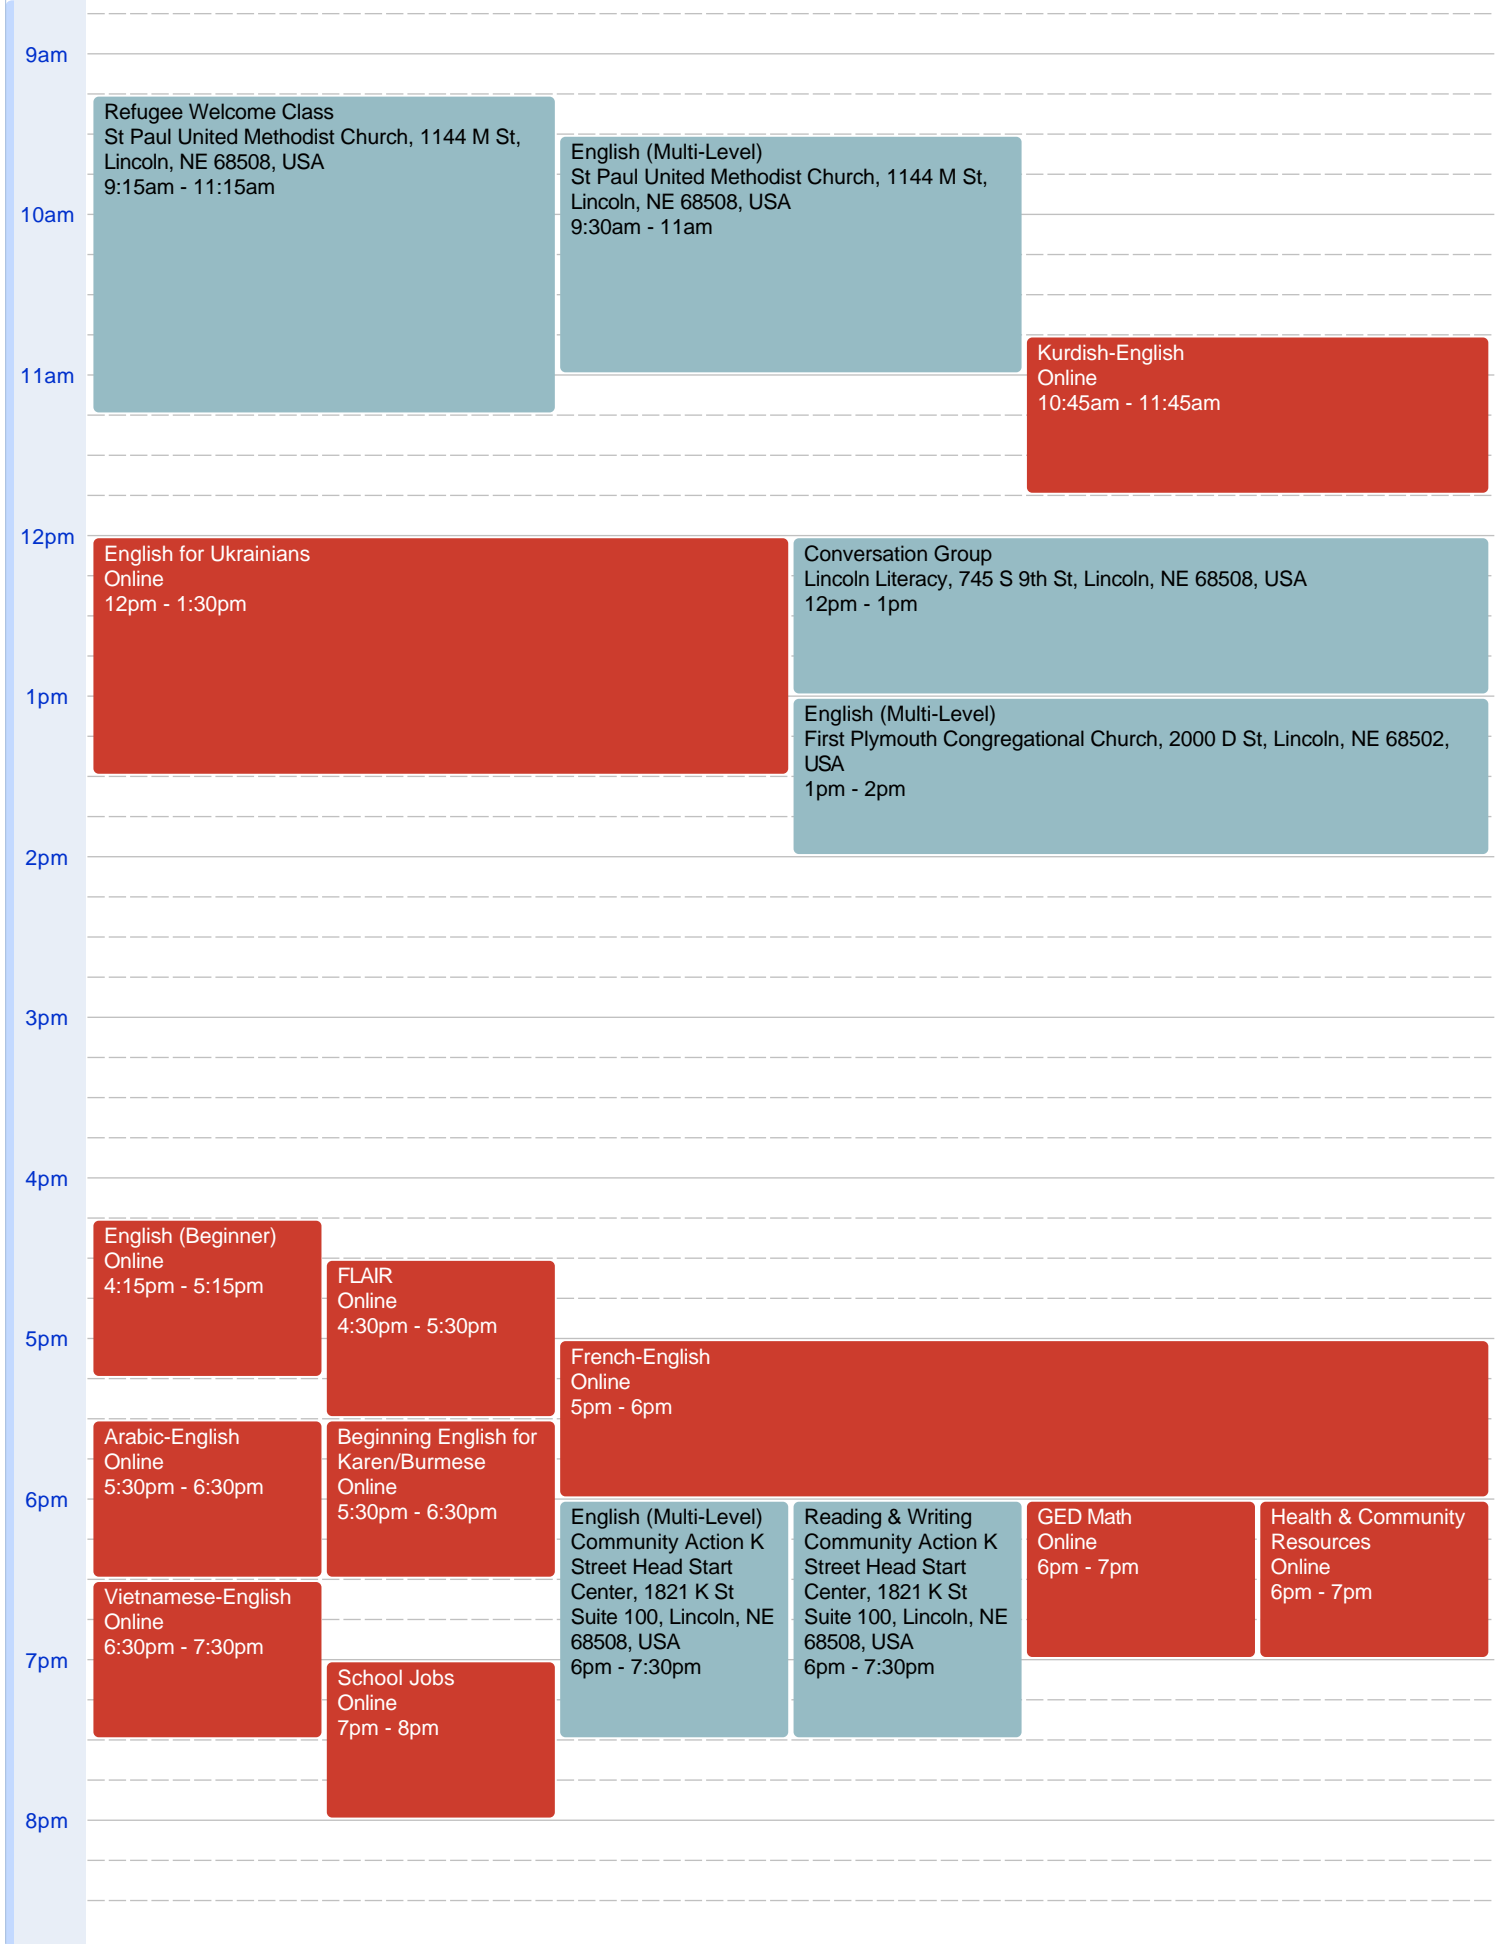 9am
Refugee Welcome Class
St Paul United Methodist Church, 1144 M St,
Lincoln, NE 68508, USA
9:15am - 11:15am
English (Multi-Level)
St Paul United Methodist Church, 1144 M St,
Lincoln, NE 68508, USA
9:30am - 11am
10am
Kurdish-English
Online
10:45am - 11:45am
11am
12pm
English for Ukrainians
Online
12pm - 1:30pm
Conversation Group
Lincoln Literacy, 745 S 9th St, Lincoln, NE 68508, USA
12pm - 1pm
1pm
English (Multi-Level)
First Plymouth Congregational Church, 2000 D St, Lincoln, NE 68502,
USA
1pm - 2pm
2pm
3pm
4pm
English (Beginner)
Online
4:15pm - 5:15pm
FLAIR
Online
4:30pm - 5:30pm
5pm
French-English
Online
5pm - 6pm
Arabic-English
Online
5:30pm - 6:30pm
Beginning English for
Karen/Burmese
Online
5:30pm - 6:30pm
6pm
English (Multi-Level)
Community Action K
Street Head Start
Center, 1821 K St
Suite 100, Lincoln, NE
68508, USA
6pm - 7:30pm
Reading & Writing
Community Action K
Street Head Start
Center, 1821 K St
Suite 100, Lincoln, NE
68508, USA
6pm - 7:30pm
GED Math
Online
6pm - 7pm
Health & Community
Resources
Online
6pm - 7pm
Vietnamese-English
Online
6:30pm - 7:30pm
7pm
School Jobs
Online
7pm - 8pm
8pm